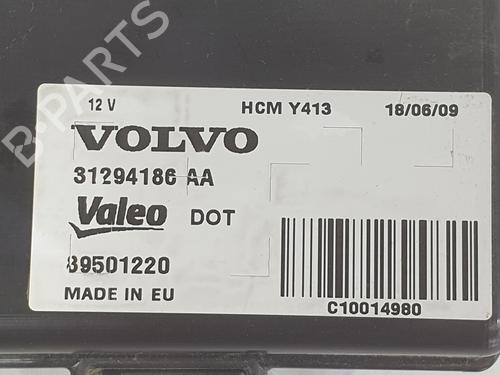 B-PARTS
12 V HCM Y413 18/06/09
VOLVO
31294186 AA
Valeo DOT
89501220
MADE IN EU
C10014980